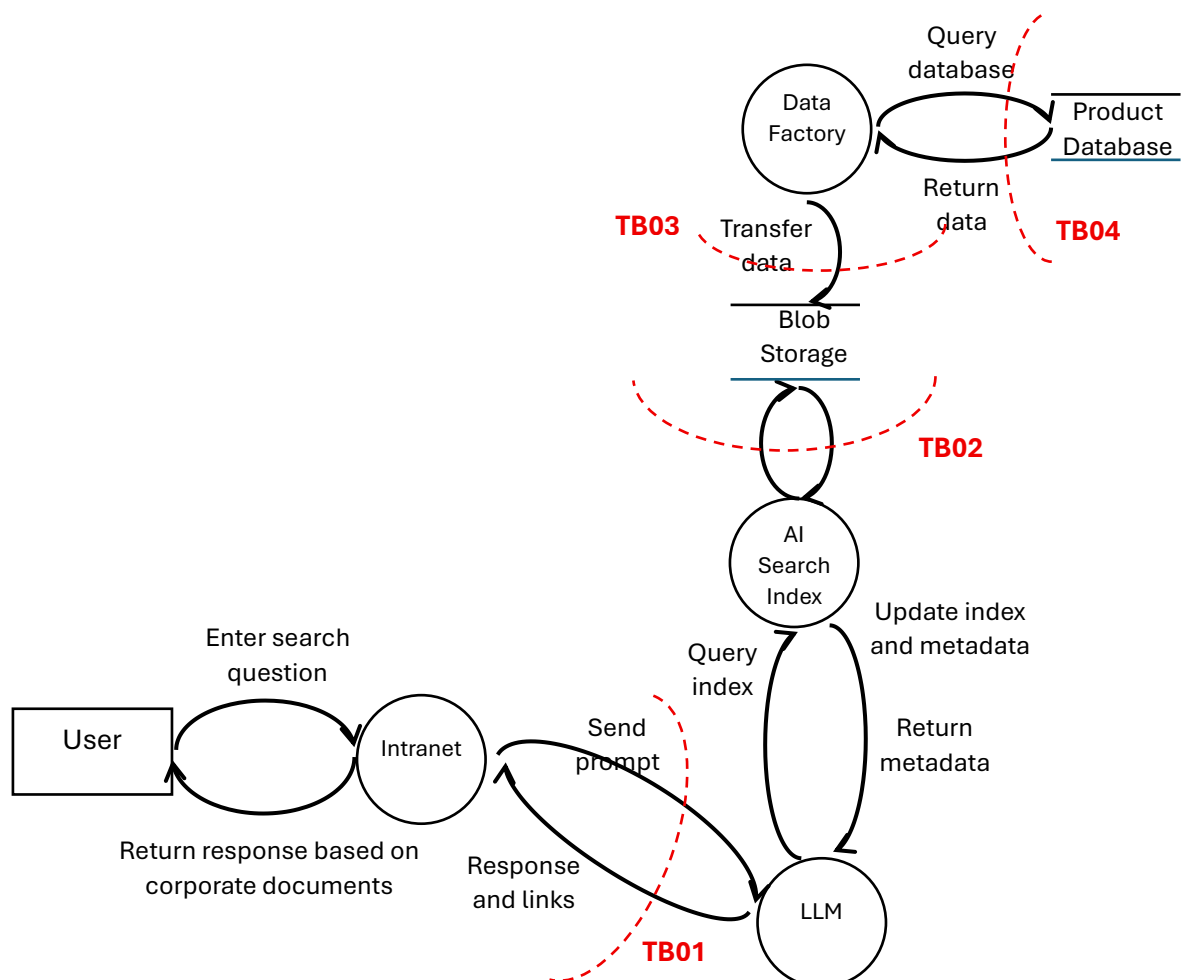 Query
database
Data
Factory
Product
Database
Return
data
TB04
TB03
Transfer
data
Blob
Storage
TB02
AI
Search
Index
Update index
and metadata
Query
index
Enter search
question
User
Intranet
Send
prompt
Return
metadata
Return response based on
corporate documents
Response
and links
LLM
TB01